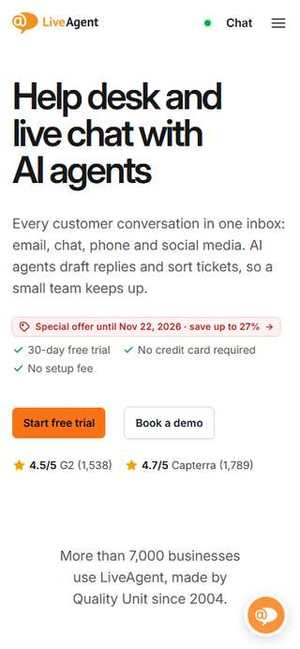 LiveAgent
Chat
Help desk and
live chat with
AI agents
Every customer conversation in one inbox:
email, chat, phone and social media. AI
agents draft replies and sort tickets, so a
small team keeps up.
Special offer until Nov 22, 2026 · save up to 27% →
30-day free trial
No credit card required
No setup fee
Start free trial
Book a demo
4.5/5 G2 (1,538)
4.7/5 Capterra (1,789)
More than 7,000 businesses
use LiveAgent, made by
Quality Unit since 2004.